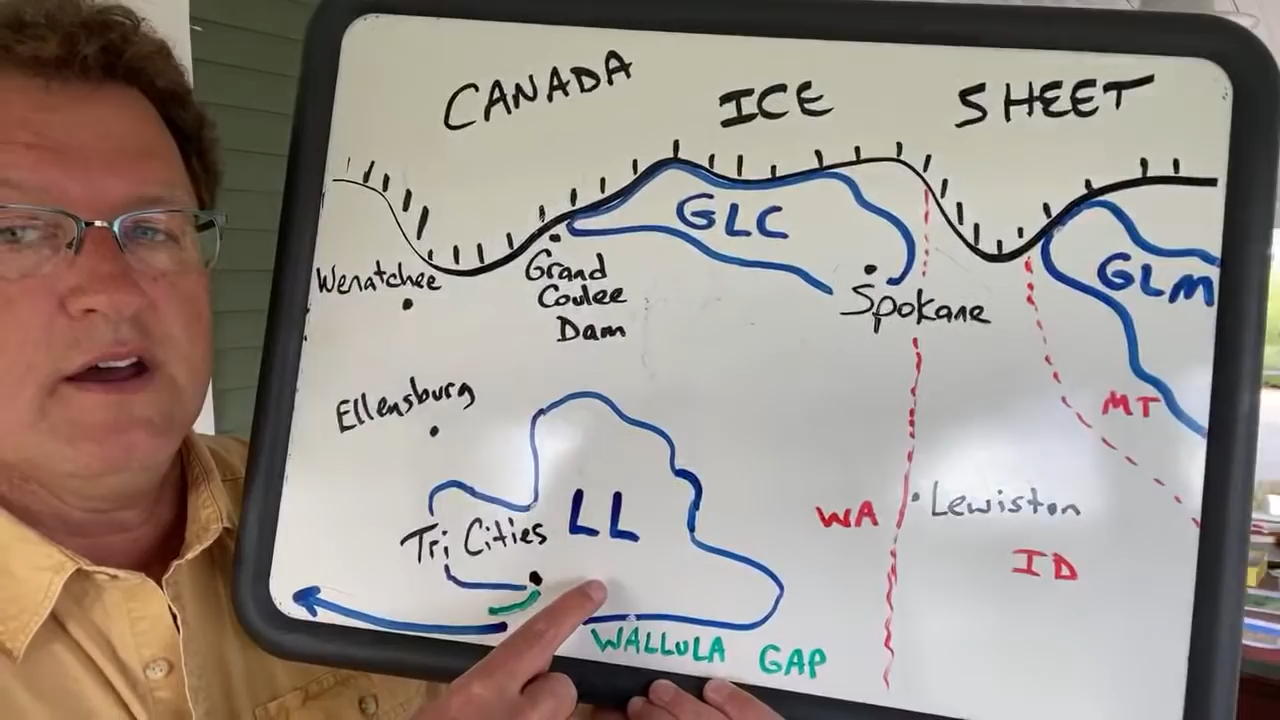 CANADA ICE SHEET
GLC
GLM
Wenatchee
Grand
Coulee
Dam
Spokane
Ellensburg
MT
LL
Tri Cities
WA
Lewiston
ID
WALLULA GAP